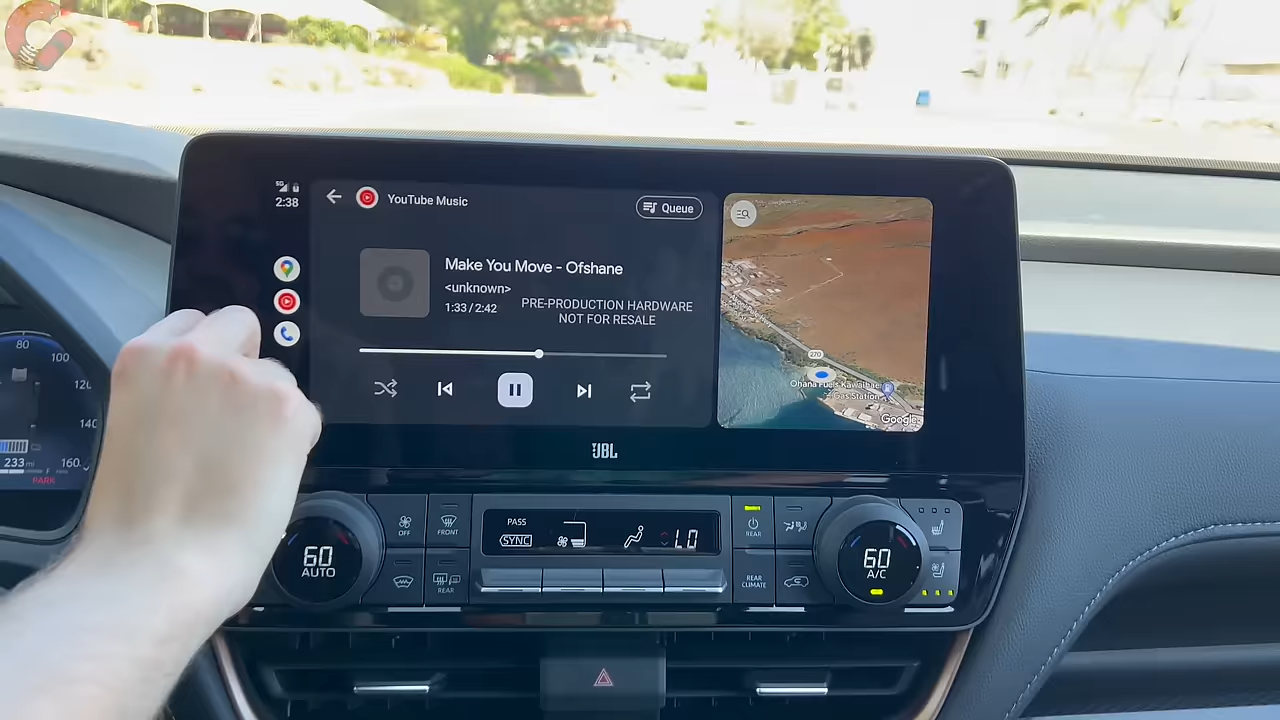 5G
2:38
YouTube Music
Queue
Make You Move - Ofshane
<unknown>
1:33 / 2:42
PRE-PRODUCTION HARDWARE
NOT FOR RESALE
270
Ohana Fuels Kawaihae
- Gas Station
Google
JBL
80
100
120
140
160
233 mi
F
PARK
60
AUTO
OFF
FRONT
REAR
PASS
SYNC
LO
REAR
REAR
CLIMATE
60
A/C